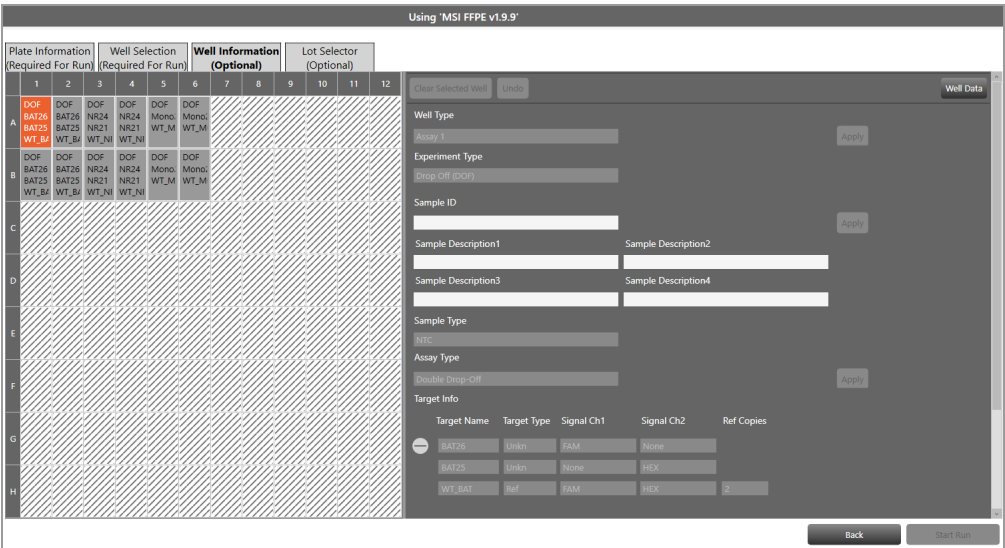 Using 'MSI FFPE v1.9.9'
Plate Information (Required For Run)
Well Selection (Required For Run)
Well Information (Optional)
Lot Selector (Optional)
1 2 3 4 5 6 7 8 9 10 11 12
Clear Selected Well Undo Well Data
A
DOF DOF DOF DOF DOF DOF
BAT26 BAT26 NR24 NR24 Mono2 Mono2
BAT25 BAT25 NR21 NR21 WT_M WT_M
WT_BA WT_BA WT_NI WT_NI
B
DOF DOF DOF DOF DOF DOF
BAT26 BAT26 NR24 NR24 Mono2 Mono2
BAT25 BAT25 NR21 NR21 WT_M WT_M
WT_BA WT_BA WT_NI WT_NI
C
D
E
F
G
H
Well Type
Assay 1 Apply
Experiment Type
Drop Off (DOF)
Sample ID
Apply
Sample Description1 Sample Description2
Sample Description3 Sample Description4
Sample Type
NTC
Assay Type
Double Drop-Off Apply
Target Info
Target Name Target Type Signal Ch1 Signal Ch2 Ref Copies
BAT26 Unkn FAM None
BAT25 Unkn None HEX
WT_BAT Ref FAM HEX 2
Back Start Run